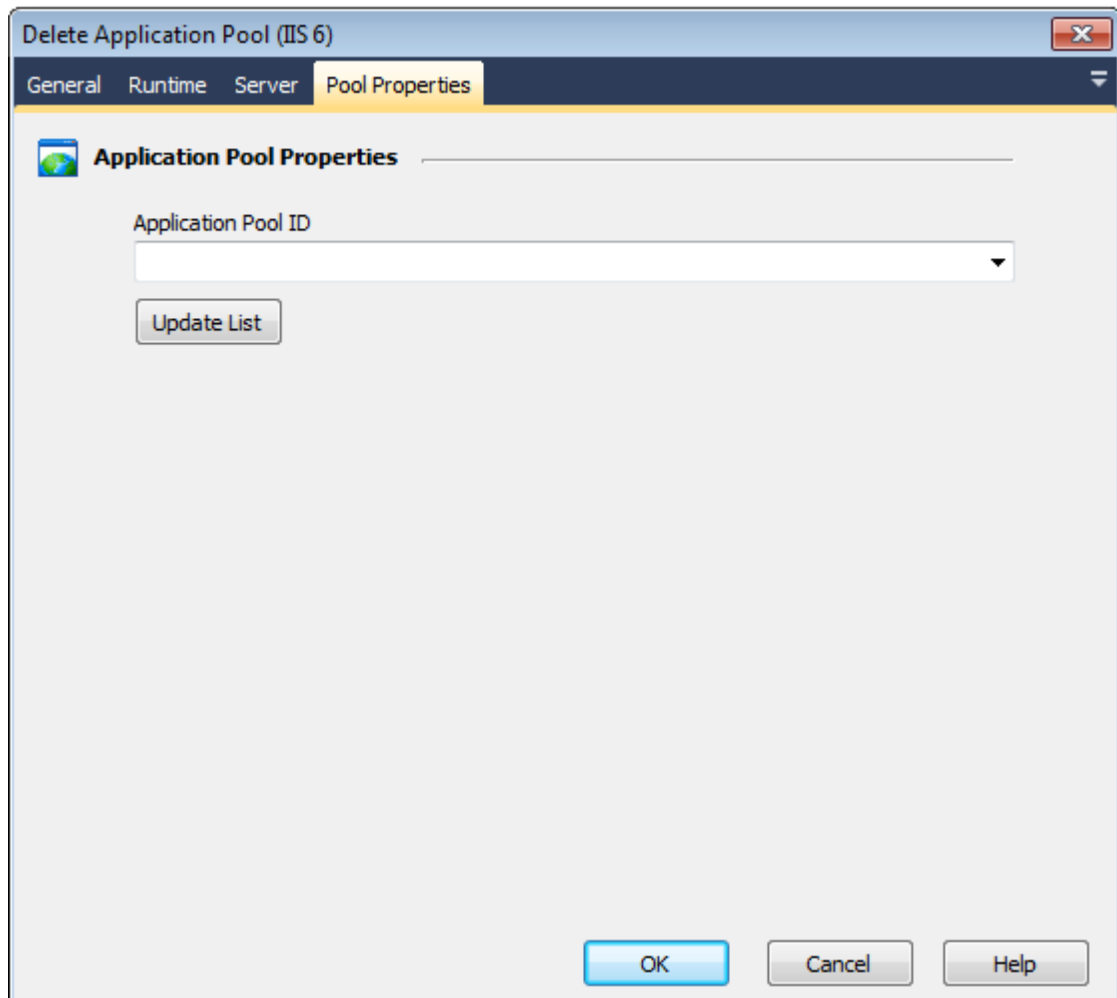 Delete Application Pool (IIS 6)
General Runtime Server Pool Properties
Application Pool Properties
Application Pool ID
Update List
OK Cancel Help